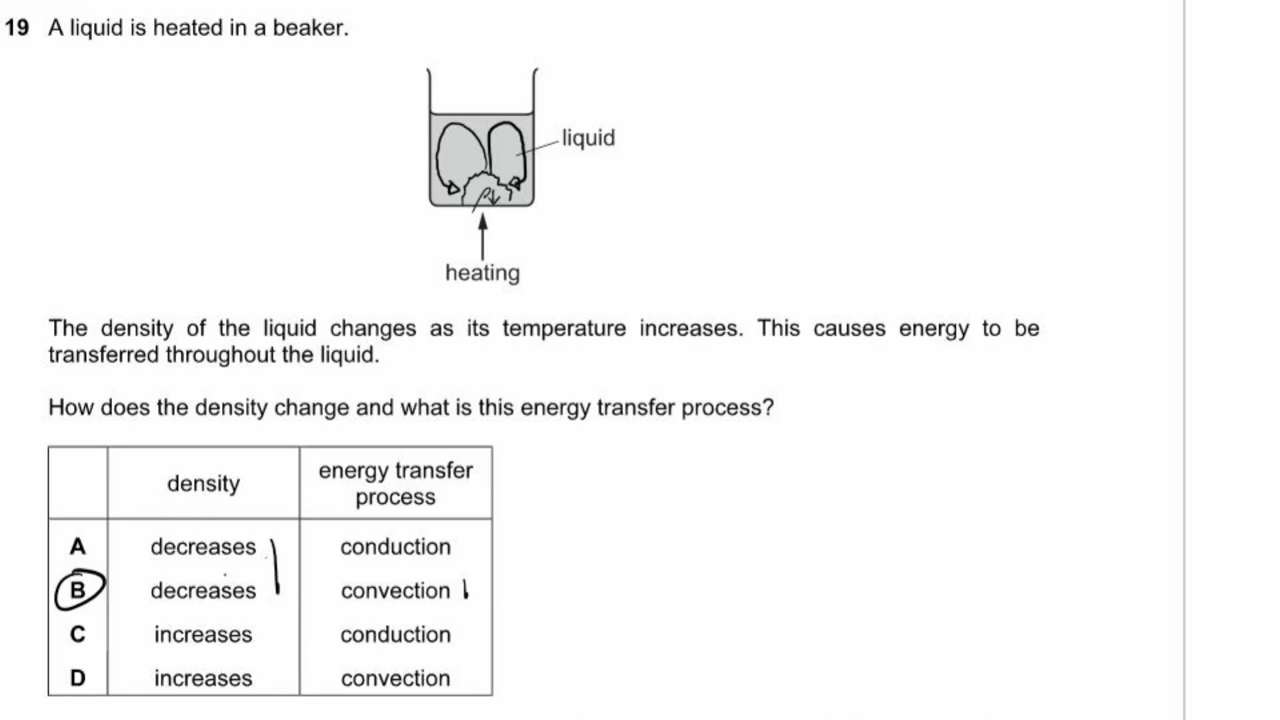 19 A liquid is heated in a beaker.
liquid
heating
The density of the liquid changes as its temperature increases. This causes energy to be
transferred throughout the liquid.
How does the density change and what is this energy transfer process?
density energy transfer
process
A decreases conduction
B decreases convection
C increases conduction
D increases convection